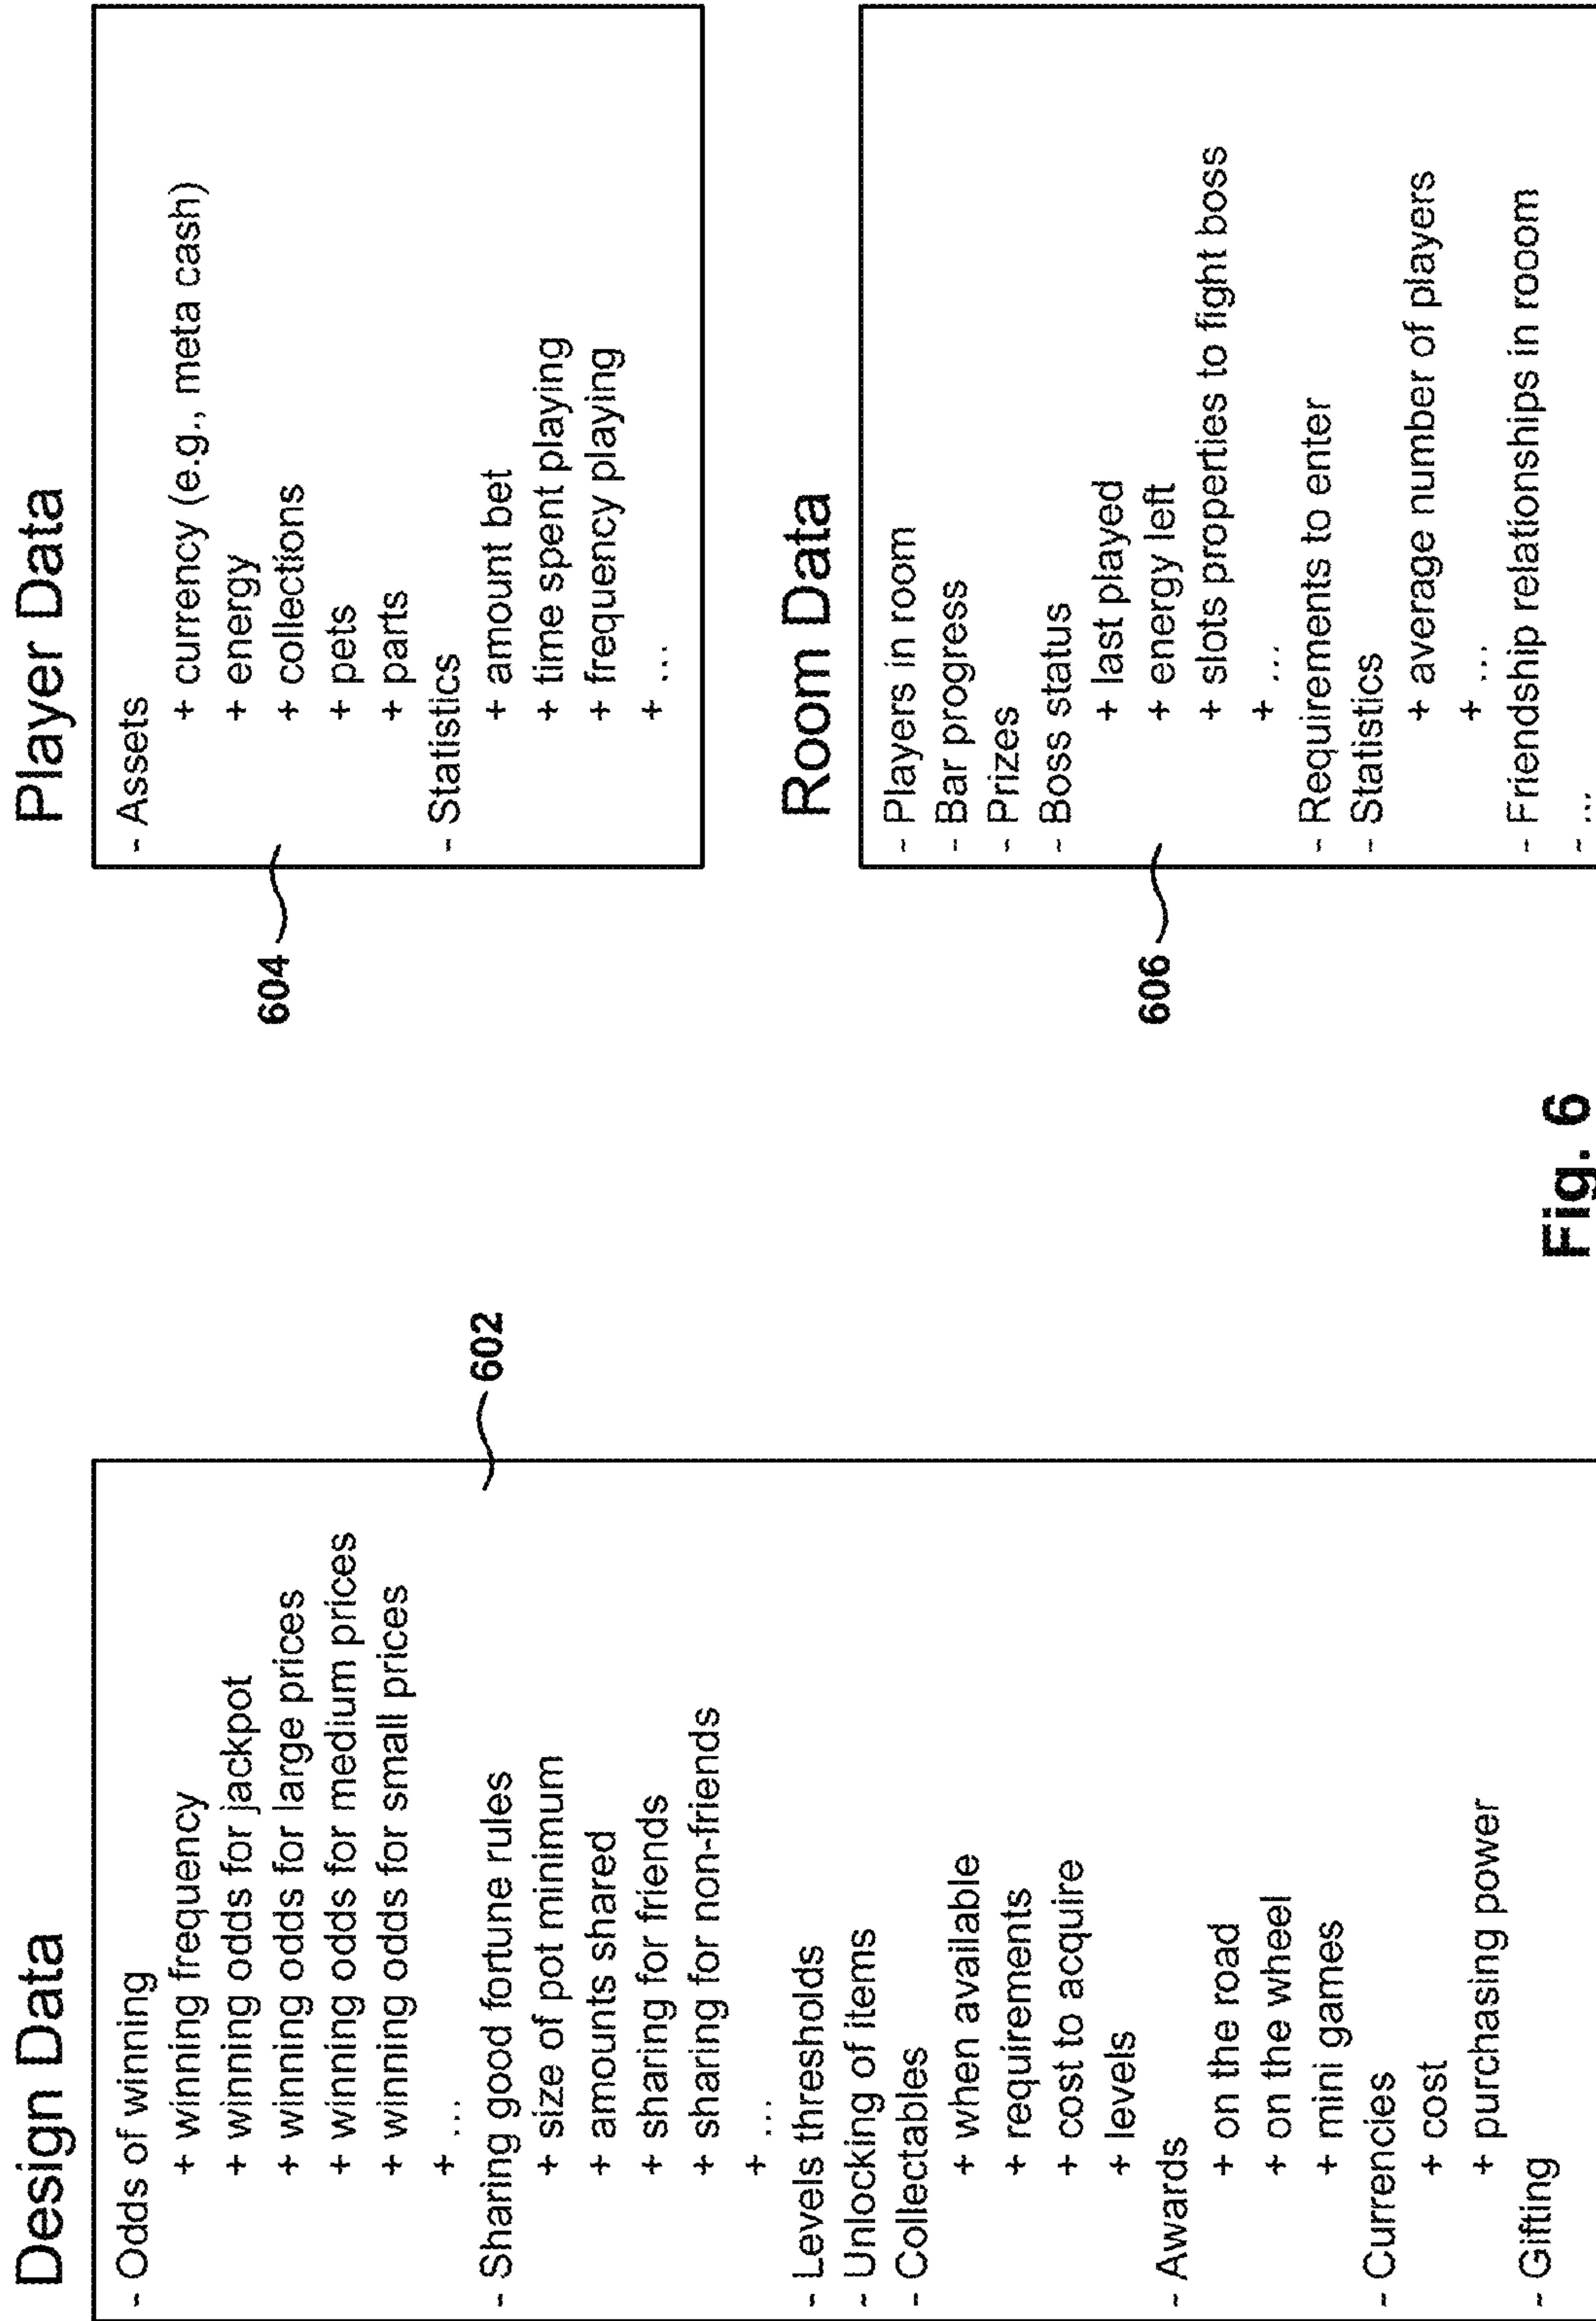 Design Data
- Odds of winning
+ winning frequency
+ winning odds for jackpot
+ winning odds for large prices
+ winning odds for medium prices
+ winning odds for small prices
+ ...
- Sharing good fortune rules
+ size of pot minimum
+ amounts shared
+ sharing for friends
+ sharing for non-friends
+ ...
- Levels thresholds
- Unlocking of items
- Collectables
+ when available
+ requirements
+ cost to acquire
+ levels
- Awards
+ on the road
+ on the wheel
+ mini games
- Currencies
+ cost
+ purchasing power
- Gifting
602
Player Data
- Assets
+ currency (e.g., meta cash)
+ energy
+ collections
+ pets
+ parts
- Statistics
+ amount bet
+ time spent playing
+ frequency playing
+ ...
604
Room Data
- Players in room
- Bar progress
- Prizes
- Boss status
+ last played
+ energy left
+ slots properties to fight boss
+ ...
- Requirements to enter
- Statistics
+ average number of players
+ ...
- Friendship relationships in room
- ...
606
Fig. 6